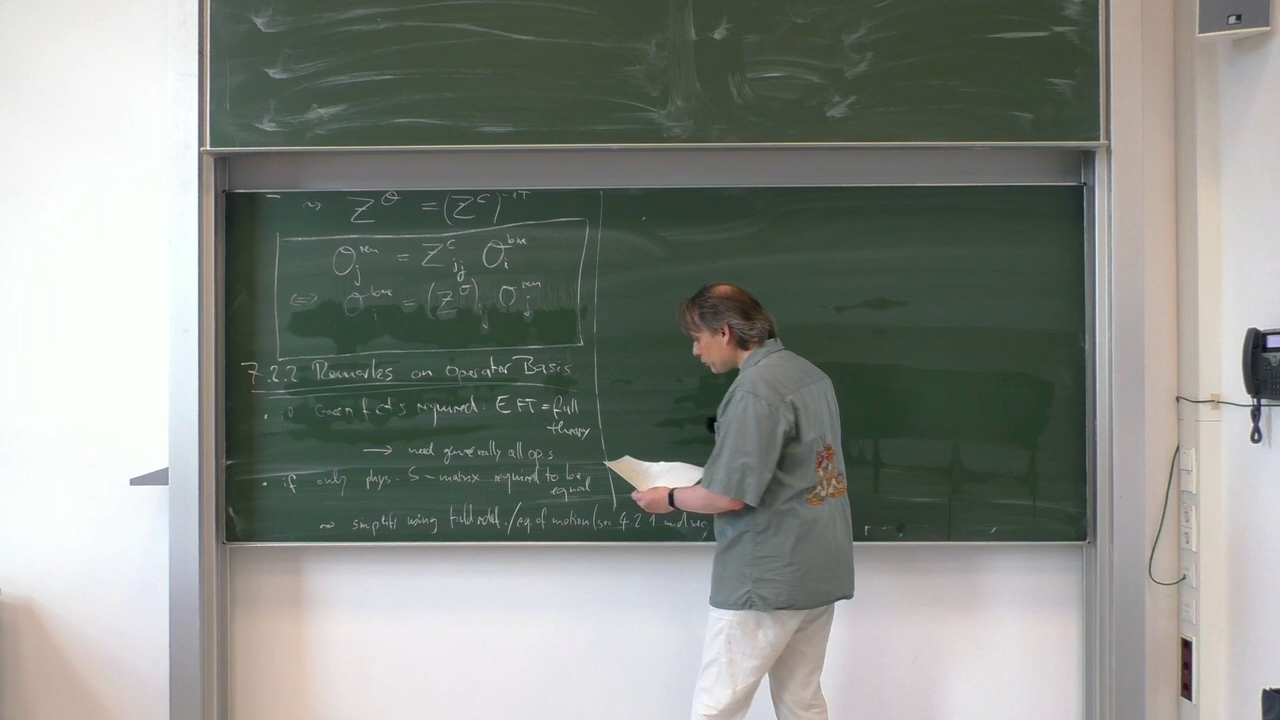 ~> Z^O = (Z^C)^-1T
O_j^ren = Z^C_ij O_i^bare
<=> O_i^bare = (Z^O)_ij O_j^ren
7.2.2 Remarks on Operator Basis
• if Green fcts required: EFT = full
theory
→ need generally all ops
• if only phys. S-matrix required to be
equal
~> simplify using field redef./eq. of motion (sec. 4.2.1 and sec.